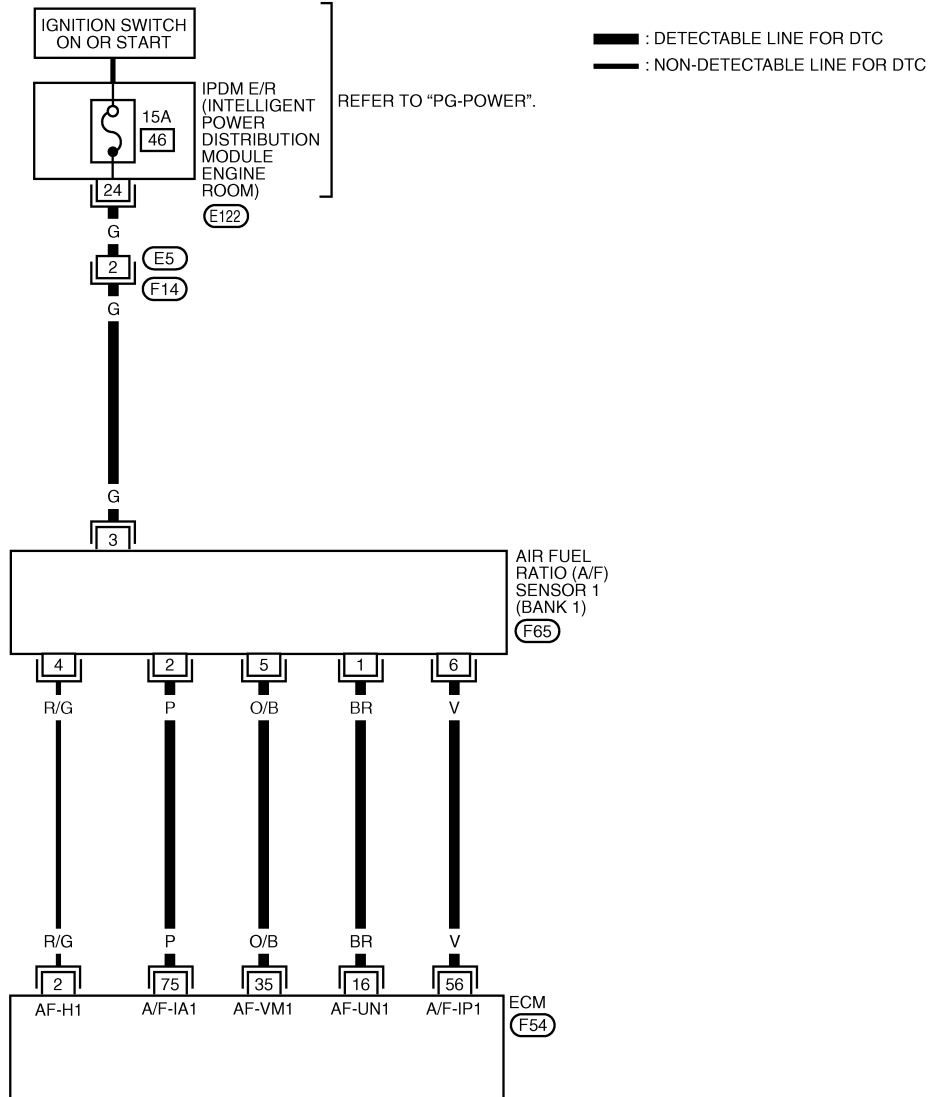 IGNITION SWITCH
ON OR START
: DETECTABLE LINE FOR DTC
: NON-DETECTABLE LINE FOR DTC
IPDM E/R
(INTELLIGENT
POWER
DISTRIBUTION
MODULE
ENGINE
ROOM)
REFER TO “PG-POWER”.
15A
46
24
E122
G
2
E5
F14
G
G
3
AIR FUEL
RATIO (A/F)
SENSOR 1
(BANK 1)
F65
4 2 5 1 6
R/G P O/B BR V
R/G P O/B BR V
2 75 35 16 56
AF-H1 A/F-IA1 AF-VM1 AF-UN1 A/F-IP1
ECM
F54